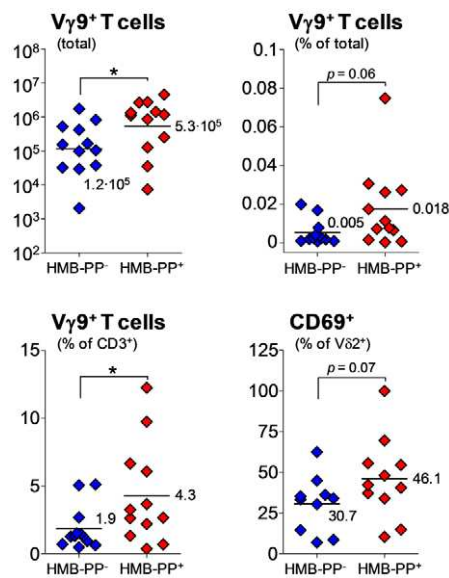 Vγ9⁺ T cells
(total)
10⁸
10⁷
10⁶
10⁵
10⁴
10³
10²
*
1.2·10⁵
5.3·10⁵
HMB-PP⁻ HMB-PP⁺
Vγ9⁺ T cells
(% of total)
0.1
0.08
0.06
0.04
0.02
0
p = 0.06
0.005
0.018
HMB-PP⁻ HMB-PP⁺
Vγ9⁺ T cells
(% of CD3⁺)
15
10
5
0
*
1.9
4.3
HMB-PP⁻ HMB-PP⁺
CD69⁺
(% of Vδ2⁺)
125
100
75
50
25
0
p = 0.07
30.7
46.1
HMB-PP⁻ HMB-PP⁺